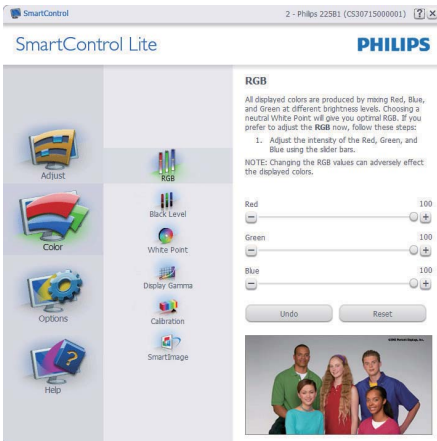 SmartControl
2 - Philips 225B1 (CS30715000001)
? X
SmartControl Lite
PHILIPS
Adjust
Color
Options
Help
RGB
Black Level
White Point
Display Gamma
Calibration
SmartImage
RGB
All displayed colors are produced by mixing Red, Blue,
and Green at different brightness levels. Choosing a
neutral White Point will give you optimal RGB. If you
prefer to adjust the RGB now, follow these steps:
1. Adjust the intensity of the Red, Green, and
Blue using the slider bars.
NOTE: Changing the RGB values can adversely effect
the displayed colors.
Red 100
Green 100
Blue 100
Undo
Reset